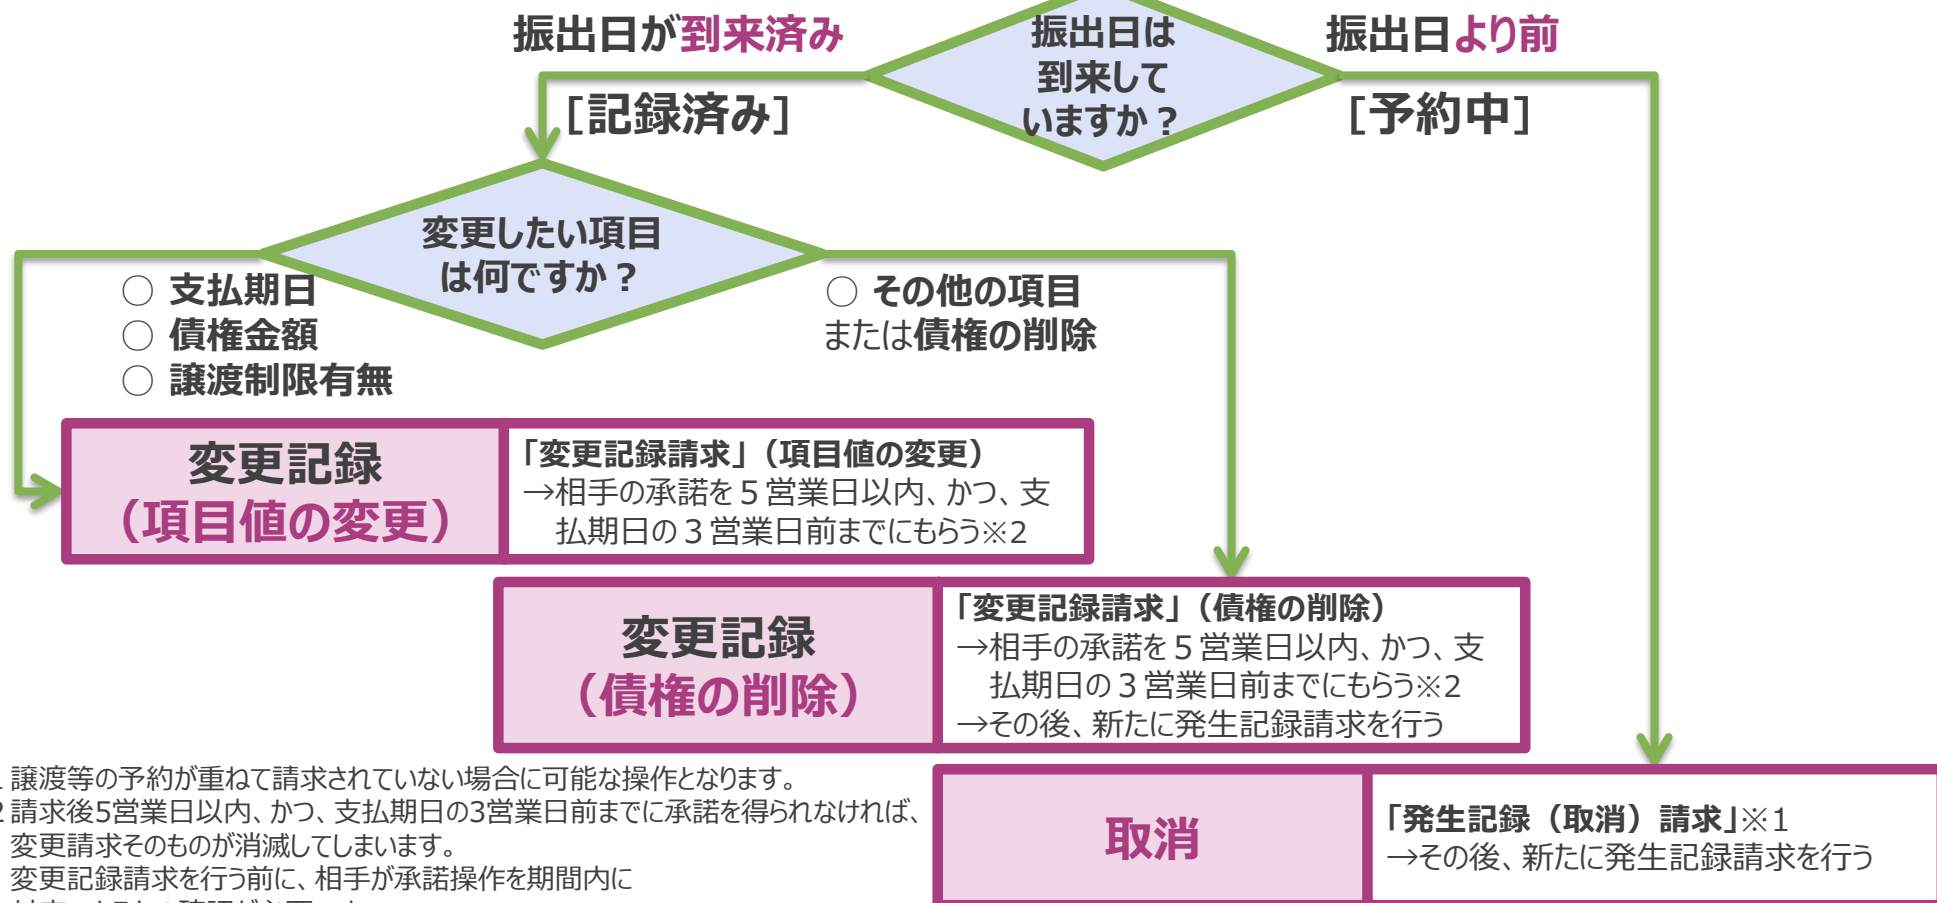 振出日が到来済み
[記録済み]
振出日は
到来して
いますか？
振出日より前
[予約中]
変更したい項目
は何ですか？
○ 支払期日
○ 債権金額
○ 譲渡制限有無
○ その他の項目
または債権の削除
変更記録
（項目値の変更）
「変更記録請求」（項目値の変更）
→相手の承諾を５営業日以内、かつ、支
払期日の３営業日前までにもらう※2
変更記録
（債権の削除）
「変更記録請求」（債権の削除）
→相手の承諾を５営業日以内、かつ、支
払期日の３営業日前までにもらう※2
→その後、新たに発生記録請求を行う
取消
「発生記録（取消）請求」※1
→その後、新たに発生記録請求を行う
譲渡等の予約が重ねて請求されていない場合に可能な操作となります。
2 請求後5営業日以内、かつ、支払期日の3営業日前までに承諾を得られなければ、
変更請求そのものが消滅してしまいます。
変更記録請求を行う前に、相手が承諾操作を期間内に